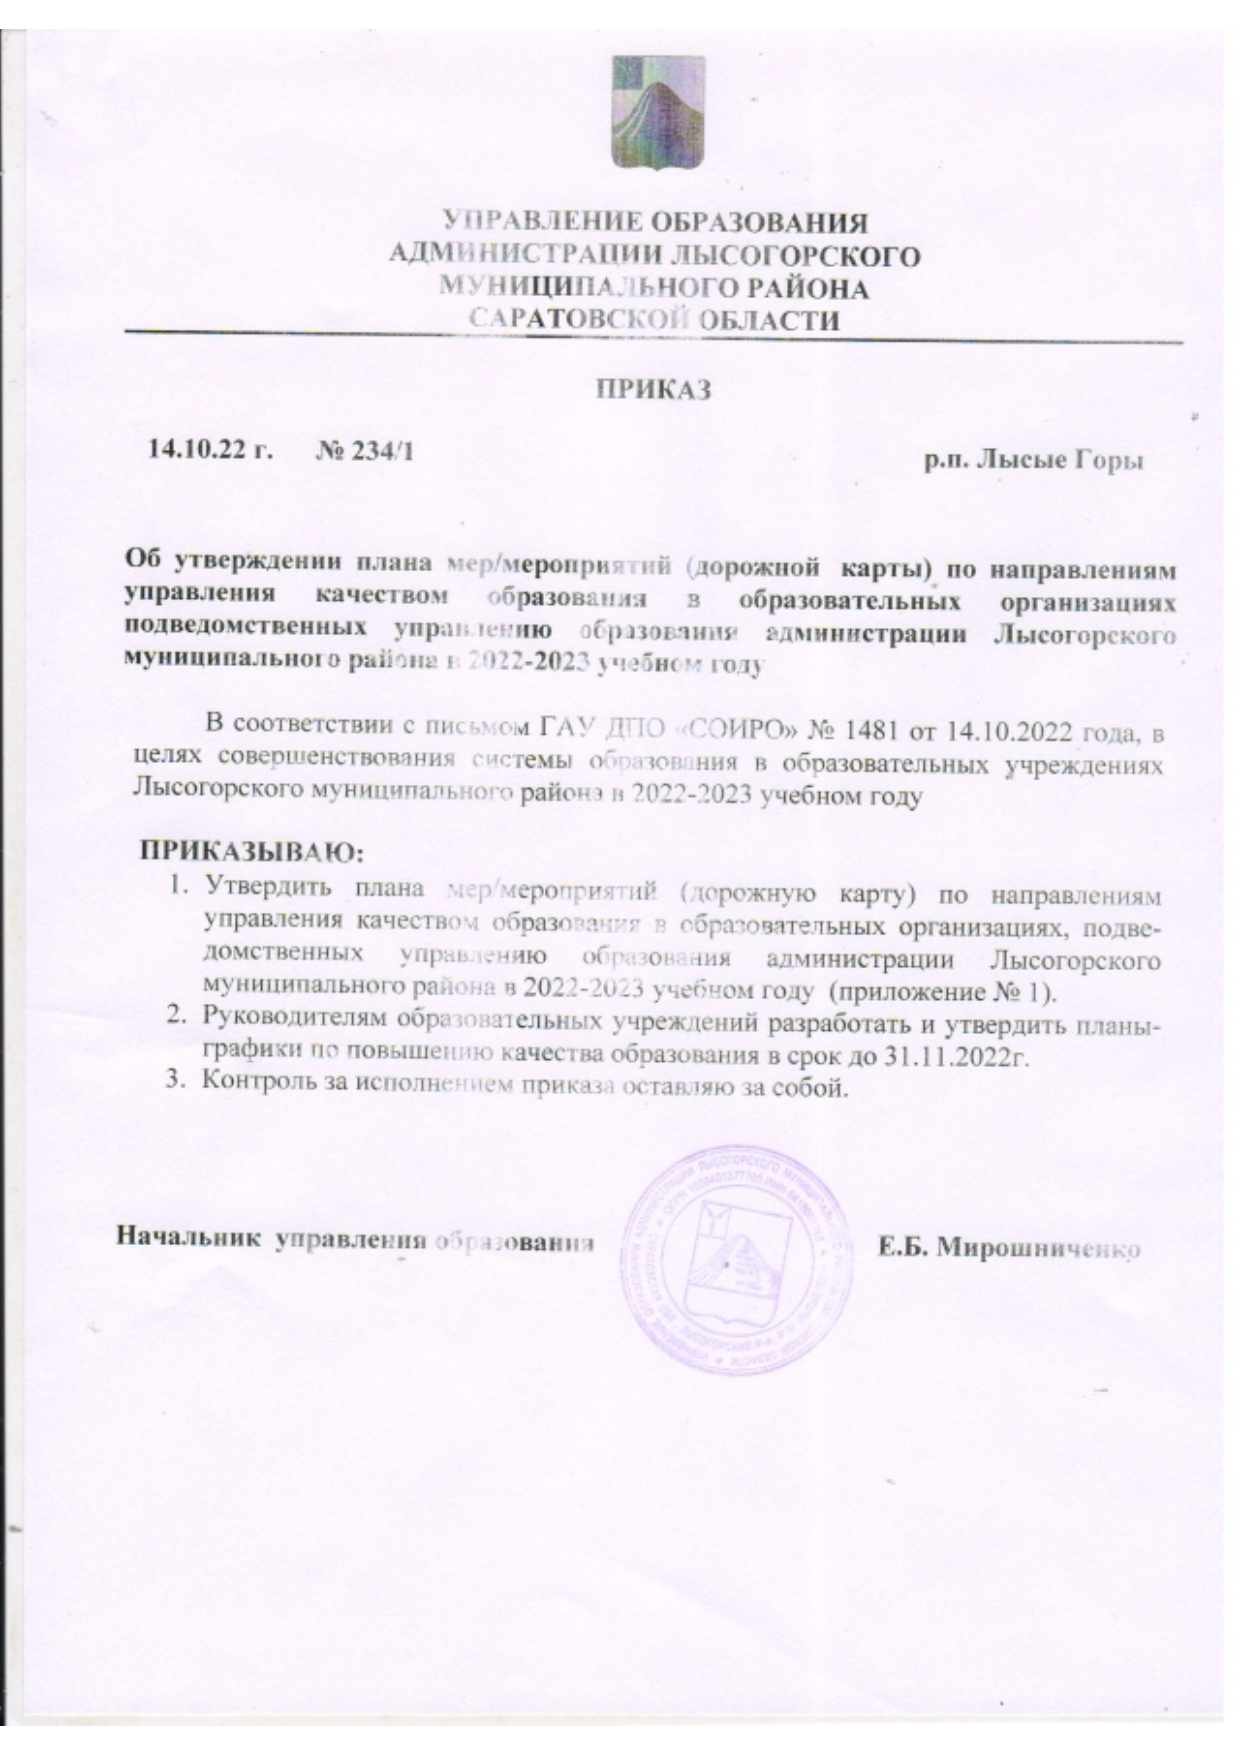 УПРАВЛЕНИЕ ОБРАЗОВАНИЯ
АДМИНИСТРАЦИИ ЛЫСОГОРСКОГО
МУНИЦИПАЛЬНОГО РАЙОНА
САРАТОВСКОЙ ОБЛАСТИ
ПРИКАЗ
14.10.22 г. № 234/1
р.п. Лысые Горы
Об утверждении плана мер/мероприятий (дорожной карты) по направлениям
управления качеством образования в образовательных организациях
подведомственных управлению образования администрации Лысогорского
муниципального района в 2022-2023 учебном году
В соответствии с письмом ГАУ ДПО «СОИРО» № 1481 от 14.10.2022 года, в
целях совершенствования системы образования в образовательных учреждениях
Лысогорского муниципального района в 2022-2023 учебном году
ПРИКАЗЫВАЮ:
1. Утвердить плана мер/мероприятий (дорожную карту) по направлениям
управления качеством образования в образовательных организациях, подве-
домственных управлению образования администрации Лысогорского
муниципального района в 2022-2023 учебном году (приложение № 1).
2. Руководителям образовательных учреждений разработать и утвердить планы-
графики по повышению качества образования в срок до 31.11.2022г.
3. Контроль за исполнением приказа оставляю за собой.
Начальник управления образования
Е.Б. Мирошниченко
АДМИНИСТРАЦИИ ЛЫСОГОРСКОГО